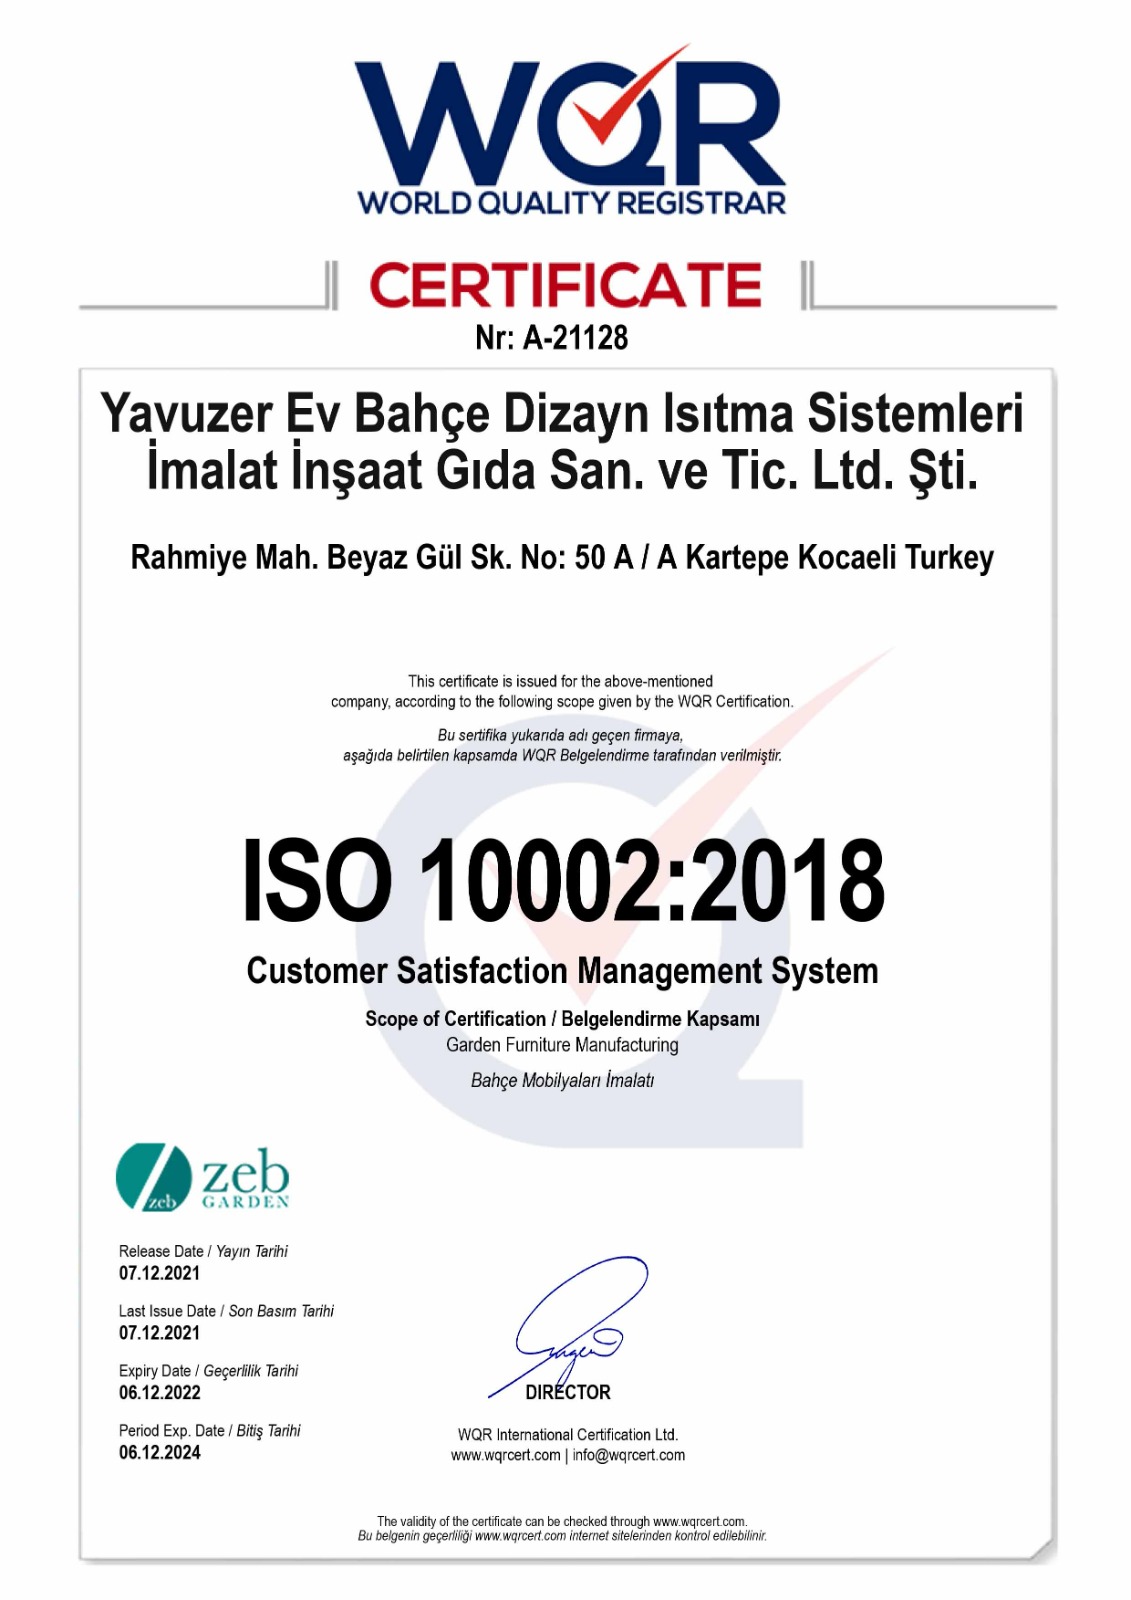 WQR
WORLD QUALITY REGISTRAR
CERTIFICATE
Nr: A-21128
Yavuzer Ev Bahçe Dizayn Isıtma Sistemleri
İmalat İnşaat Gıda San. ve Tic. Ltd. Şti.
Rahmiye Mah. Beyaz Gül Sk. No: 50 A / A Kartepe Kocaeli Turkey
This certificate is issued for the above-mentioned
company, according to the following scope given by the WQR Certification.
Bu sertifika yukarıda adı geçen firmaya,
aşağıda belirtilen kapsamda WQR Belgelendirme tarafından verilmiştir.
ISO 10002:2018
Customer Satisfaction Management System
Scope of Certification / Belgelendirme Kapsamı
Garden Furniture Manufacturing
Bahçe Mobilyaları İmalatı
zeb
zeb
GARDEN
Release Date / Yayın Tarihi
07.12.2021
Last Issue Date / Son Basım Tarihi
07.12.2021
Expiry Date / Geçerlilik Tarihi
06.12.2022
Period Exp. Date / Bitiş Tarihi
06.12.2024
DIRECTOR
WQR International Certification Ltd.
www.wqrcert.com | info@wqrcert.com
The validity of the certificate can be checked through www.wqrcert.com.
Bu belgenin geçerliliği www.wqrcert.com internet sitelerinden kontrol edilebilinir.